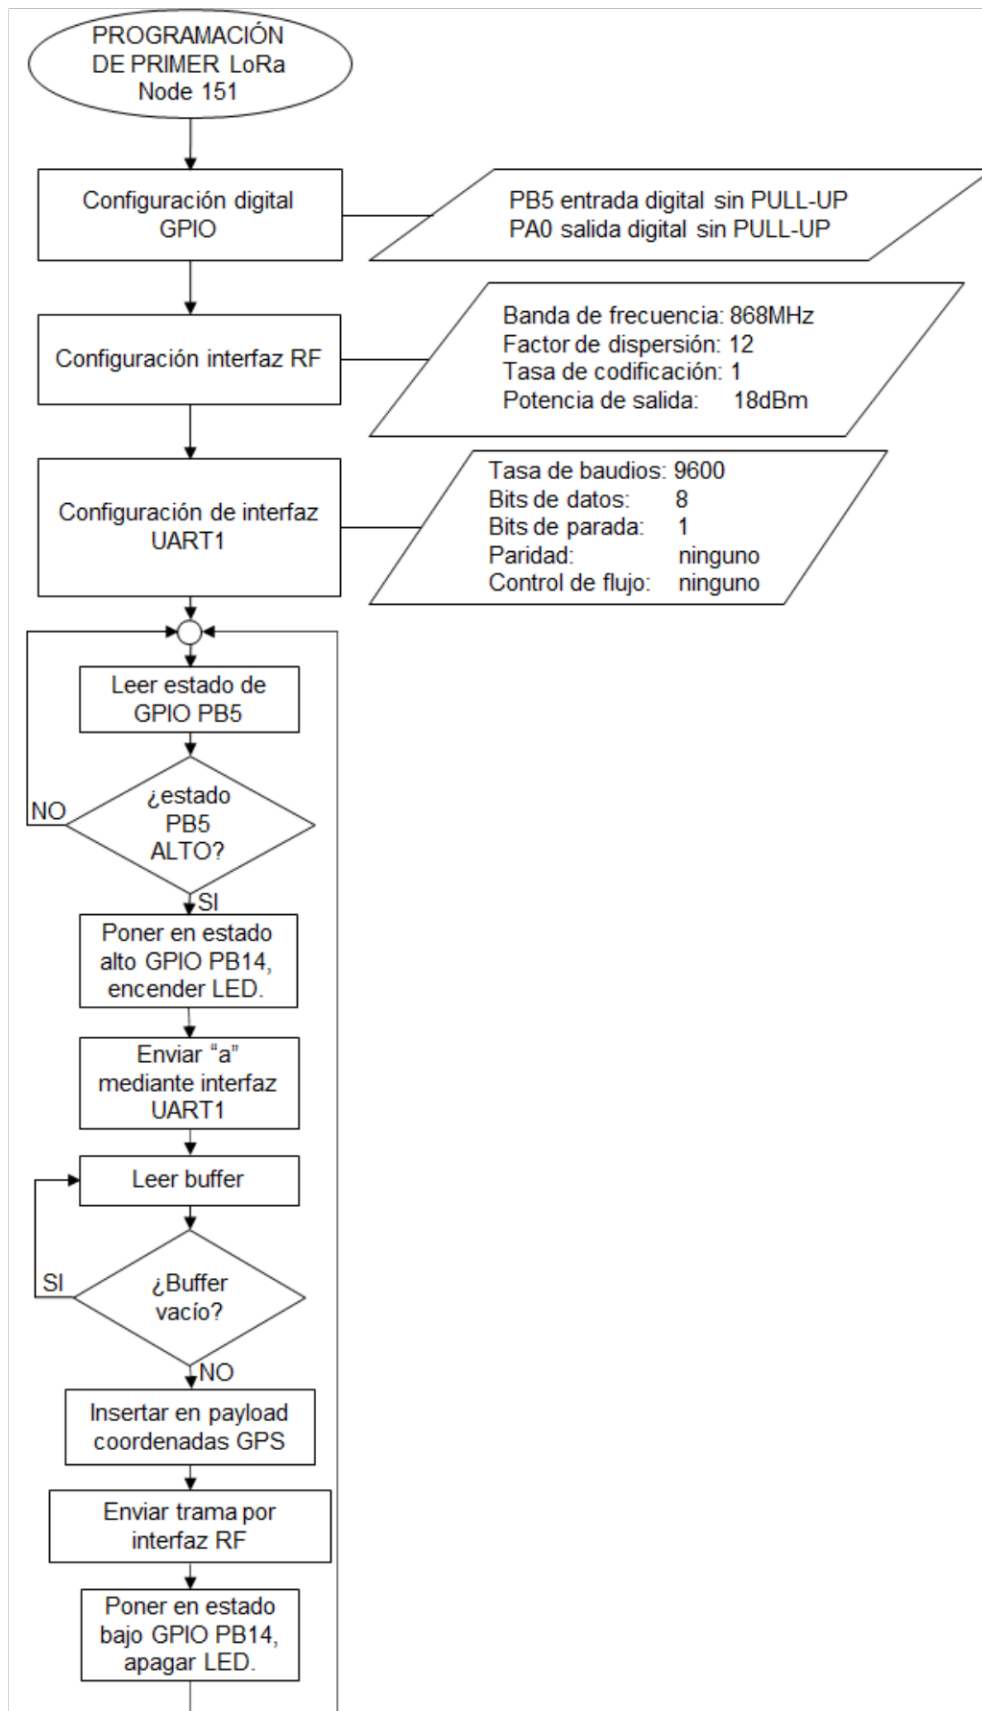 PROGRAMACIÓN
DE PRIMER LoRa
Node 151
Configuración digital
GPIO
PB5 entrada digital sin PULL-UP
PA0 salida digital sin PULL-UP
Configuración interfaz RF
Banda de frecuencia: 868MHz
Factor de dispersión: 12
Tasa de codificación: 1
Potencia de salida: 18dBm
Configuración de interfaz
UART1
Tasa de baudios: 9600
Bits de datos: 8
Bits de parada: 1
Paridad: ninguno
Control de flujo: ninguno
Leer estado de
GPIO PB5
¿estado
PB5
ALTO?
NO
SI
Poner en estado
alto GPIO PB14,
encender LED.
Enviar “a”
mediante interfaz
UART1
Leer buffer
¿Buffer
vacío?
SI
NO
Insertar en payload
coordenadas GPS
Enviar trama por
interfaz RF
Poner en estado
bajo GPIO PB14,
apagar LED.